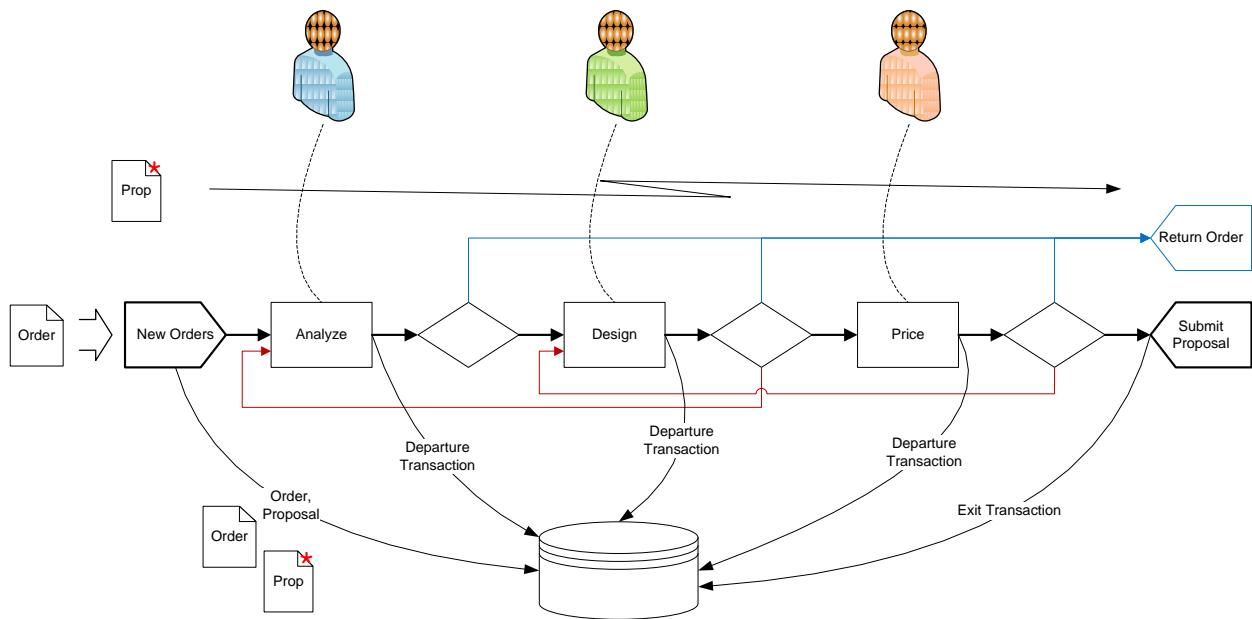 Prop
Return Order
Order
New Orders
Analyze
Design
Price
Submit
Proposal
Departure
Transaction
Departure
Transaction
Departure
Transaction
Order,
Proposal
Exit Transaction
Order
Prop